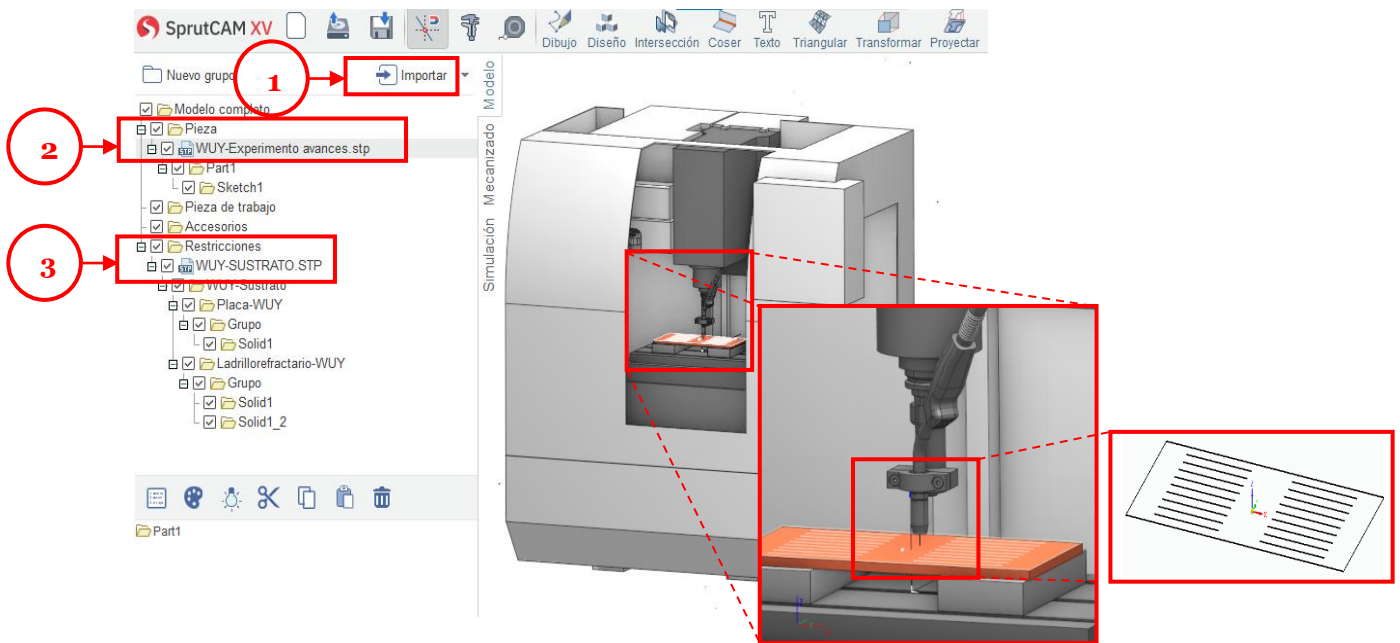 SprutCAM XV
Dibujo Diseño Intersección Coser Texto Triangular Transformar Proyectar
Nuevo grupo
1
Importar
Modelo
Mecanizado
Simulación
Modelo completo
2
Pieza
WUY-Experimento avances.stp
Part1
Sketch1
Pieza de trabajo
Accesorios
3
Restricciones
WUY-SUSTRATO.STP
WUY-Sustrato
Placa-WUY
Grupo
Solid1
Ladrillorefractario-WUY
Grupo
Solid1
Solid1_2
Part1